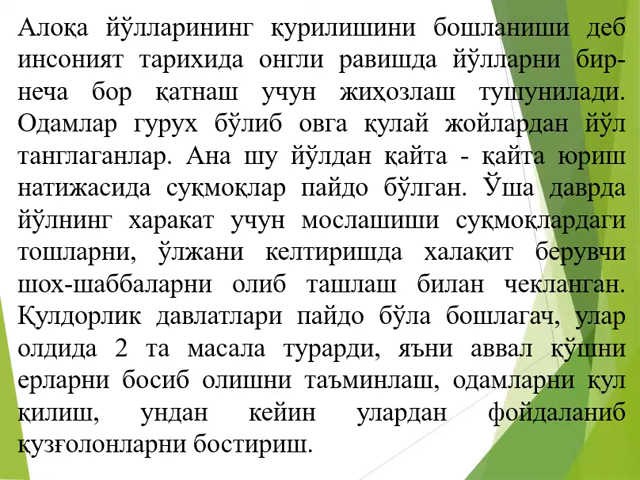 Алоқа йўлларининг қурилишини бошланиши деб
инсоният тарихида онгли равишда йўлларни бир-
неча бор қатнаш учун жиҳозлаш тушунилади.
Одамлар гурух бўлиб овга қулай жойлардан йўл
танглаганлар. Ана шу йўлдан қайта - қайта юриш
натижасида суқмоқлар пайдо бўлган. Ўша даврда
йўлнинг харакат учун мослашиши суқмоқлардаги
тошларни, ўлжани келтиришда халақит берувчи
шох-шаббаларни олиб ташлаш билан чекланган.
Қулдорлик давлатлари пайдо бўла бошлагач, улар
олдида 2 та масала турарди, яъни аввал қўшни
ерларни босиб олишни таъминлаш, одамларни қул
қилиш, ундан кейин улардан фойдаланиб
қузғолонларни бостириш.